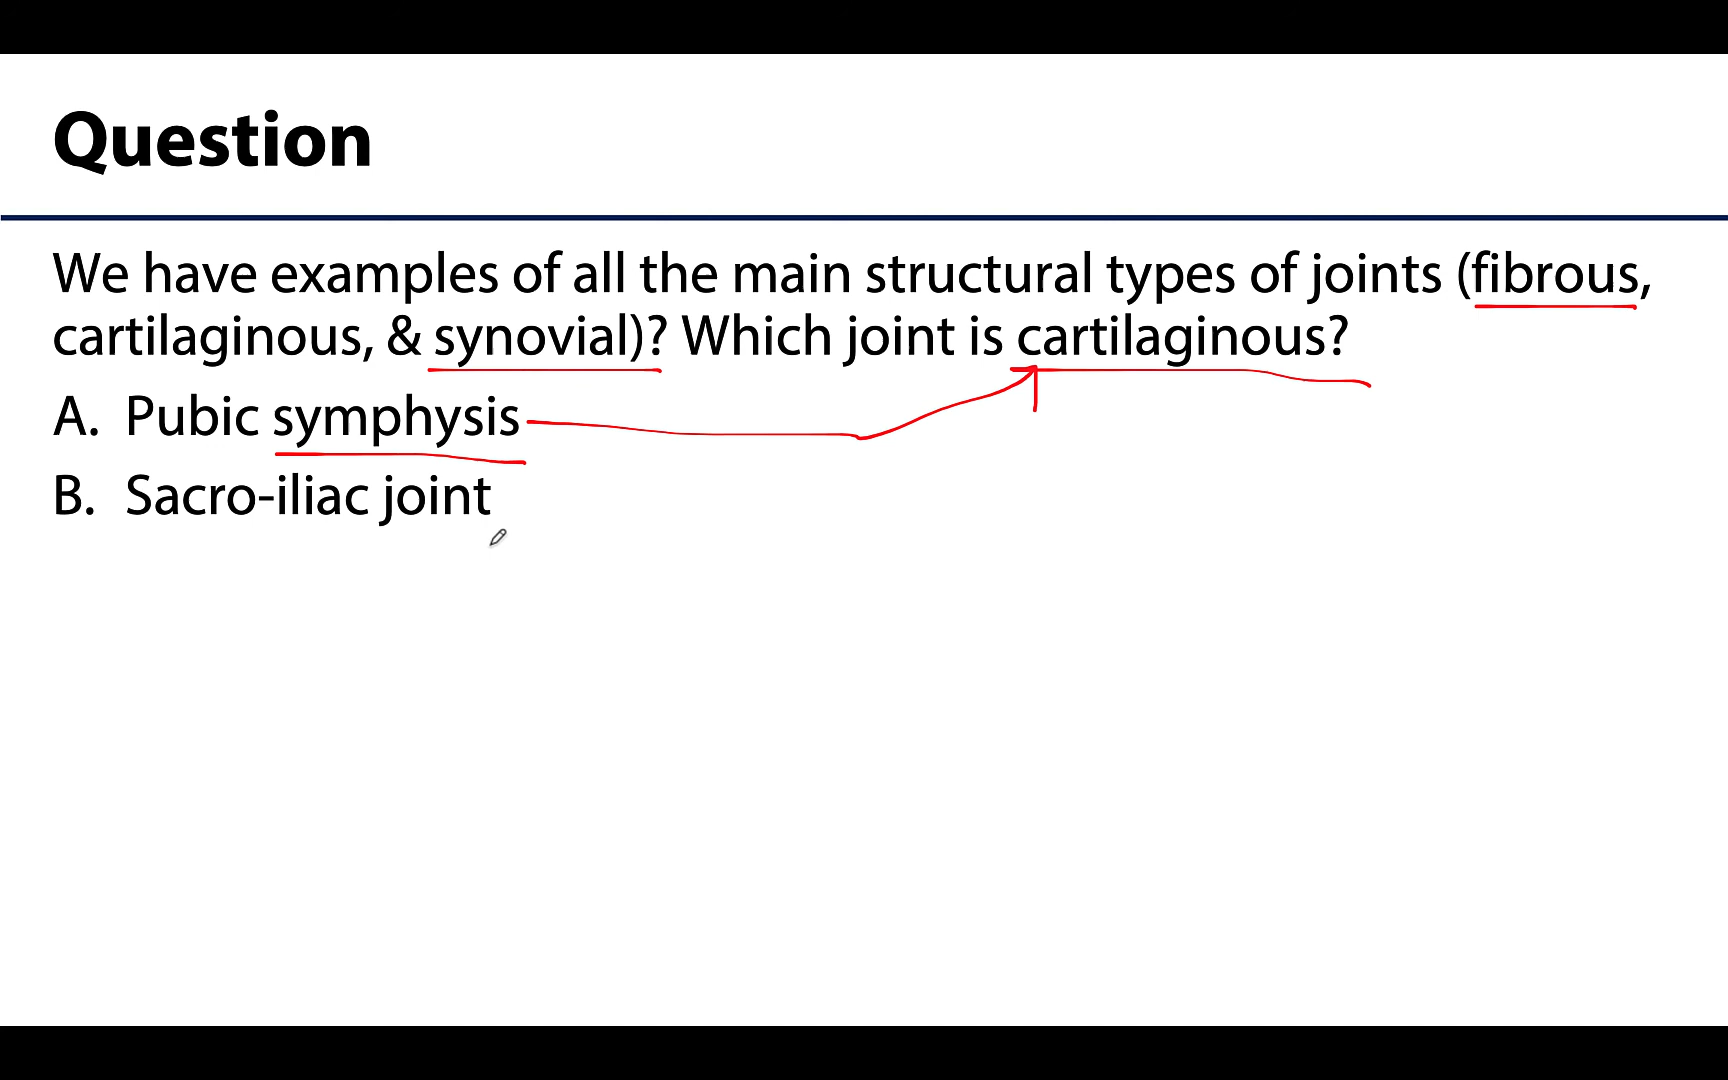 Question
We have examples of all the main structural types of joints (fibrous,
cartilaginous, & synovial)? Which joint is cartilaginous?
A. Pubic symphysis
B. Sacro-iliac joint